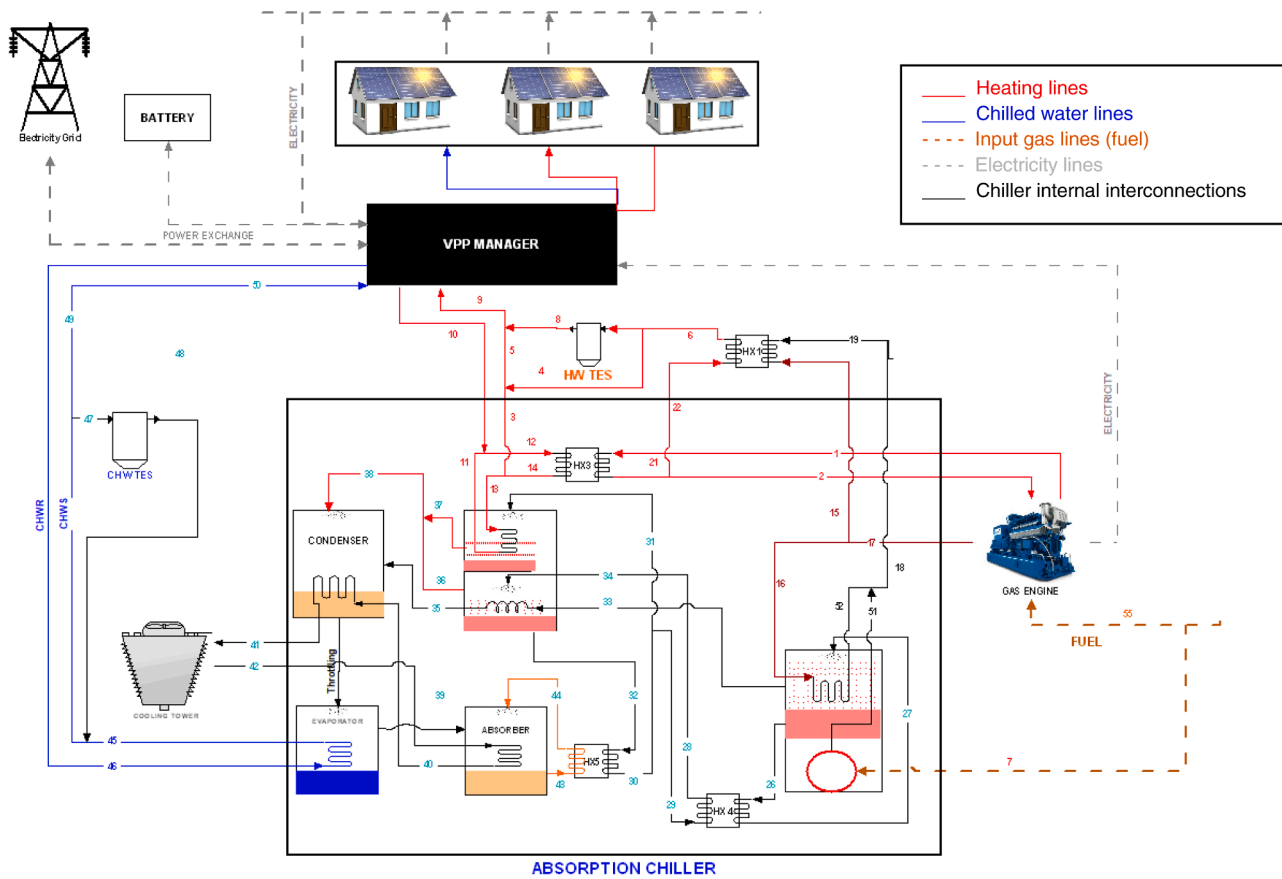 Heating lines
Chilled water lines
Input gas lines (fuel)
Electricity lines
Chiller internal interconnections
Electricity Grid
BATTERY
ELECTRICITY
POWER EXCHANGE
VPP MANAGER
50
49
48
47
CHWTES
CHWR
CHWS
9
10
8
5
4
6
HW TES
HX1
19
22
3
12
11
14
13
HX3
21
1
2
15
17
16
18
ELECTRICITY
GAS ENGINE
55
FUEL
38
37
CONDENSER
36
35
34
33
31
52
51
41
42
COOLING TOWER
Throttling
39
44
32
EVAPORATOR
ABSORBER
45
46
40
43
HX5
30
28
29
26
27
HX4
7
ABSORPTION CHILLER